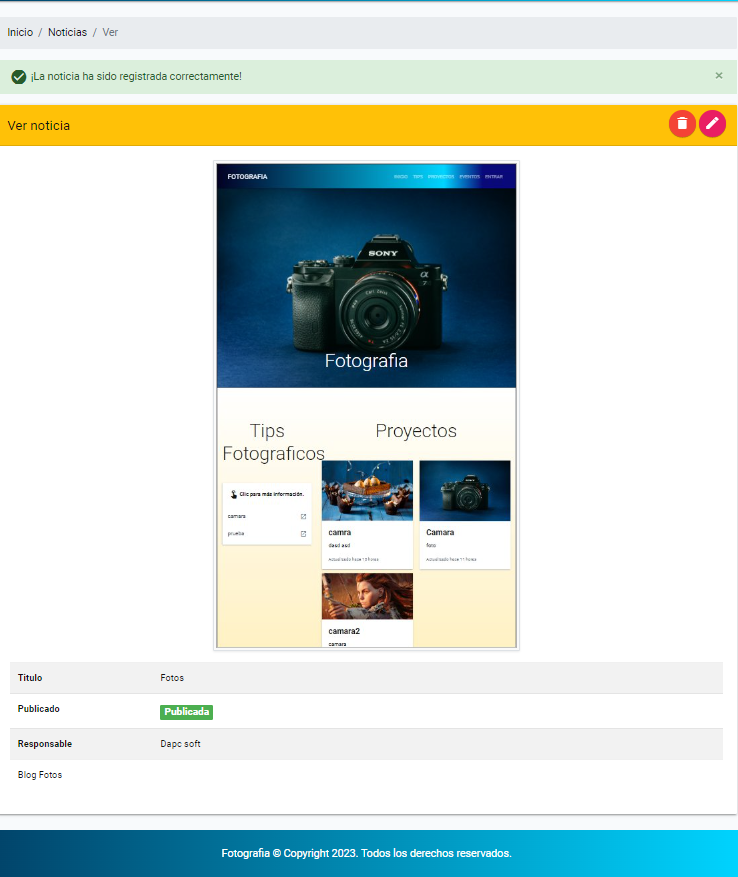 Inicio / Noticias / Ver
¡La noticia ha sido registrada correctamente! ×
Ver noticia
FOTOGRAFIA INICIO TIPS PROYECTOS EVENTOS ENTRAR
SONY
α
7
Carl Zeiss
Fotografia
Tips
Fotograficos
Proyectos
Clic para más información.
camara
prueba
camra
dasd asd
Actualizado hace 13 horas
Camara
foto
Actualizado hace 11 horas
camara2
camara
Titulo Fotos
Publicado Publicada
Responsable Dapc soft
Blog Fotos
Fotografia © Copyright 2023. Todos los derechos reservados.